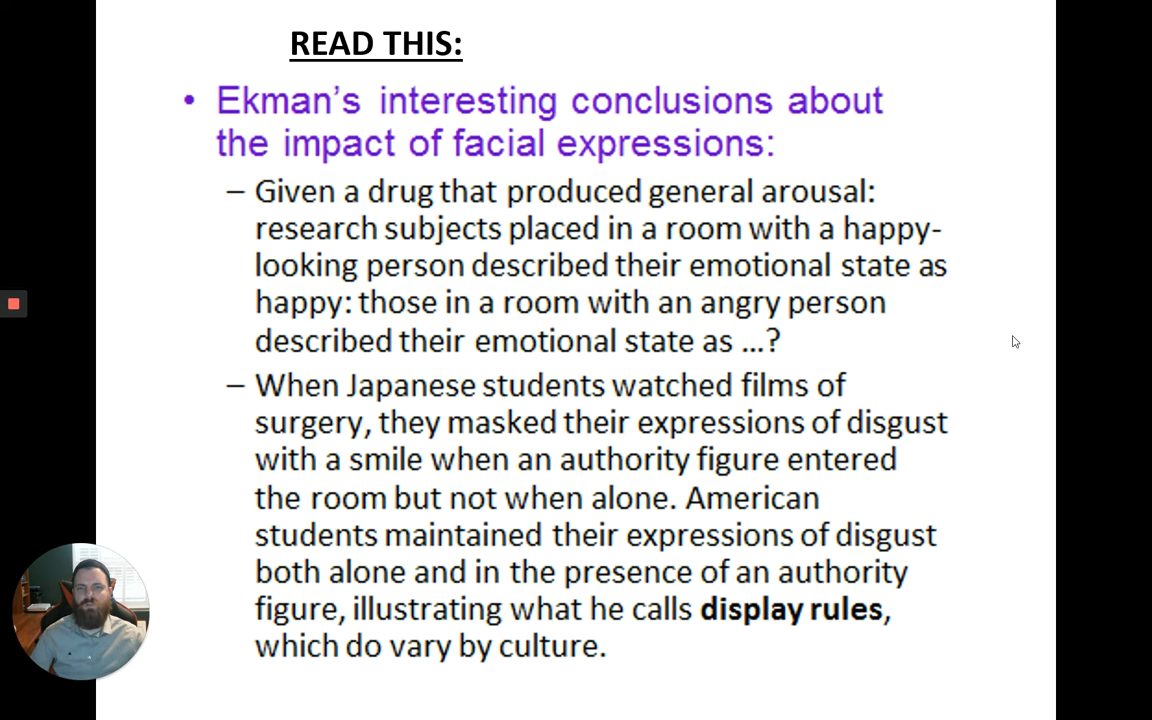 READ THIS:
• Ekman's interesting conclusions about
the impact of facial expressions:
– Given a drug that produced general arousal:
research subjects placed in a room with a happy-
looking person described their emotional state as
happy: those in a room with an angry person
described their emotional state as ...?
– When Japanese students watched films of
surgery, they masked their expressions of disgust
with a smile when an authority figure entered
the room but not when alone. American
students maintained their expressions of disgust
both alone and in the presence of an authority
figure, illustrating what he calls display rules,
which do vary by culture.